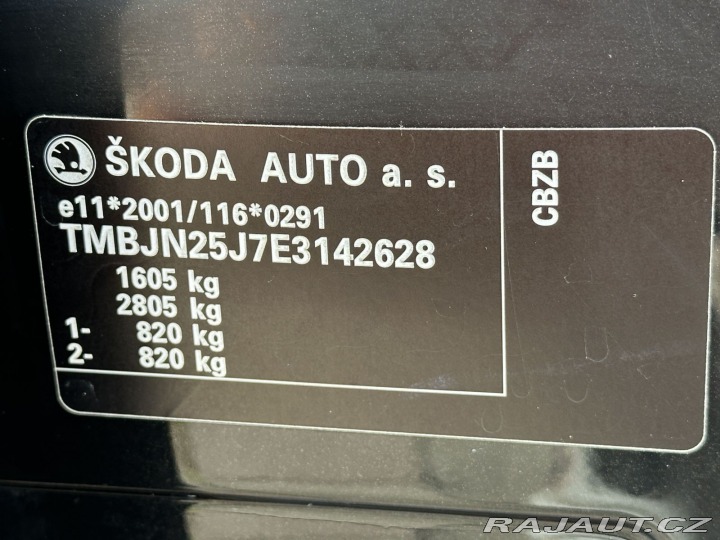 ŠKODA AUTO a. s.
e11*2001/116*0291
TMBJN25J7E3142628
1605 kg
2805 kg
1- 820 kg
2- 820 kg
CBZB
RAJAUT.CZ